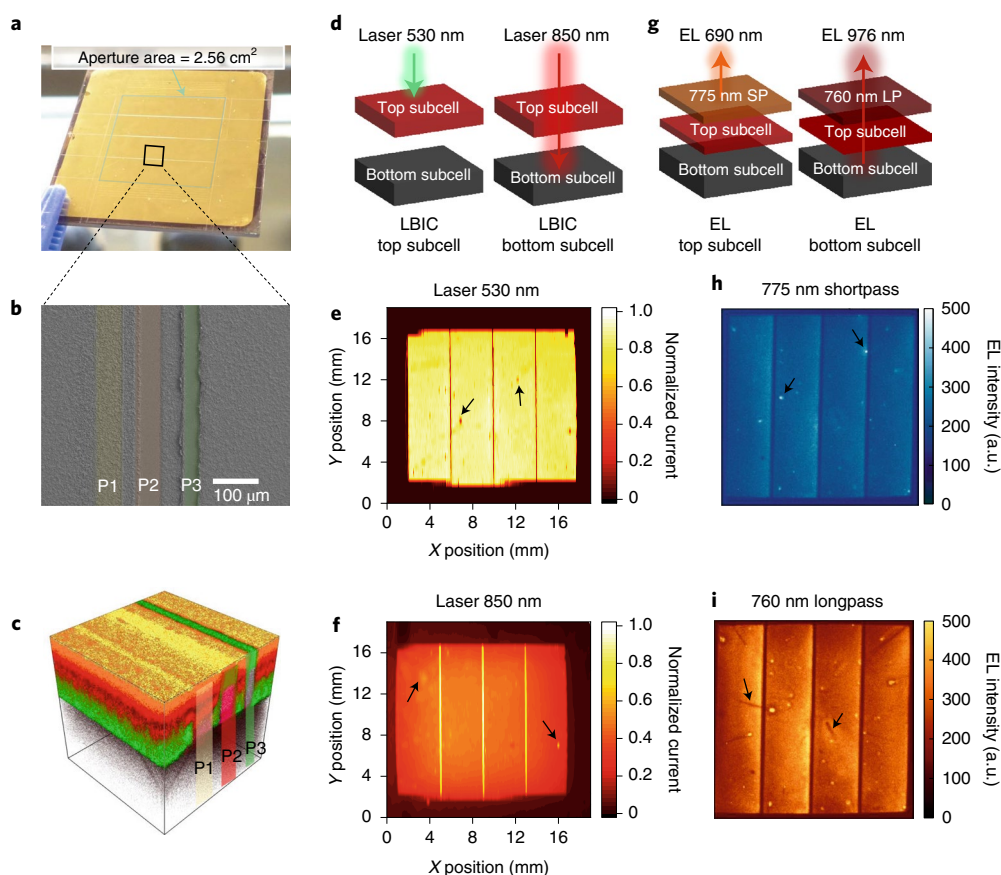 a
Aperture area = 2.56 cm²
b
P1 P2 P3
100 μm
c
P1
P2
P3
d
Laser 530 nm Laser 850 nm
Top subcell Top subcell
Bottom subcell Bottom subcell
LBIC LBIC
top subcell bottom subcell
g
EL 690 nm EL 976 nm
775 nm SP 760 nm LP
Top subcell Top subcell
Bottom subcell Bottom subcell
EL EL
top subcell bottom subcell
e
Laser 530 nm
Y position (mm)
16
12
8
4
0
0 4 8 12 16
X position (mm)
1.0
0.8
0.6
0.4
0.2
0
Normalized current
f
Laser 850 nm
Y position (mm)
16
12
8
4
0
0 4 8 12 16
X position (mm)
1.0
0.8
0.6
0.4
0.2
0
Normalized current
h
775 nm shortpass
500
400
300
200
100
0
EL intensity (a.u.)
i
760 nm longpass
500
400
300
200
100
0
EL intensity (a.u.)